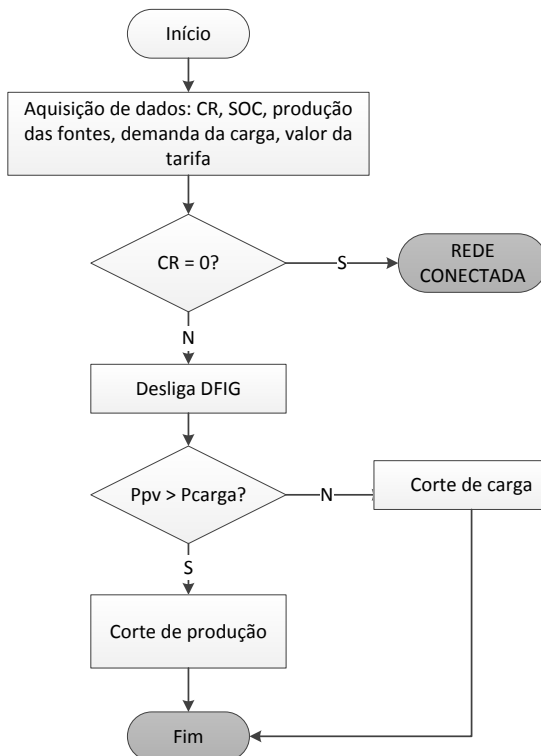 Início
Aquisição de dados: CR, SOC, produção
das fontes, demanda da carga, valor da
tarifa
CR = 0?
S
REDE
CONECTADA
N
Desliga DFIG
Ppv > Pcarga?
N
Corte de carga
S
Corte de produção
Fim